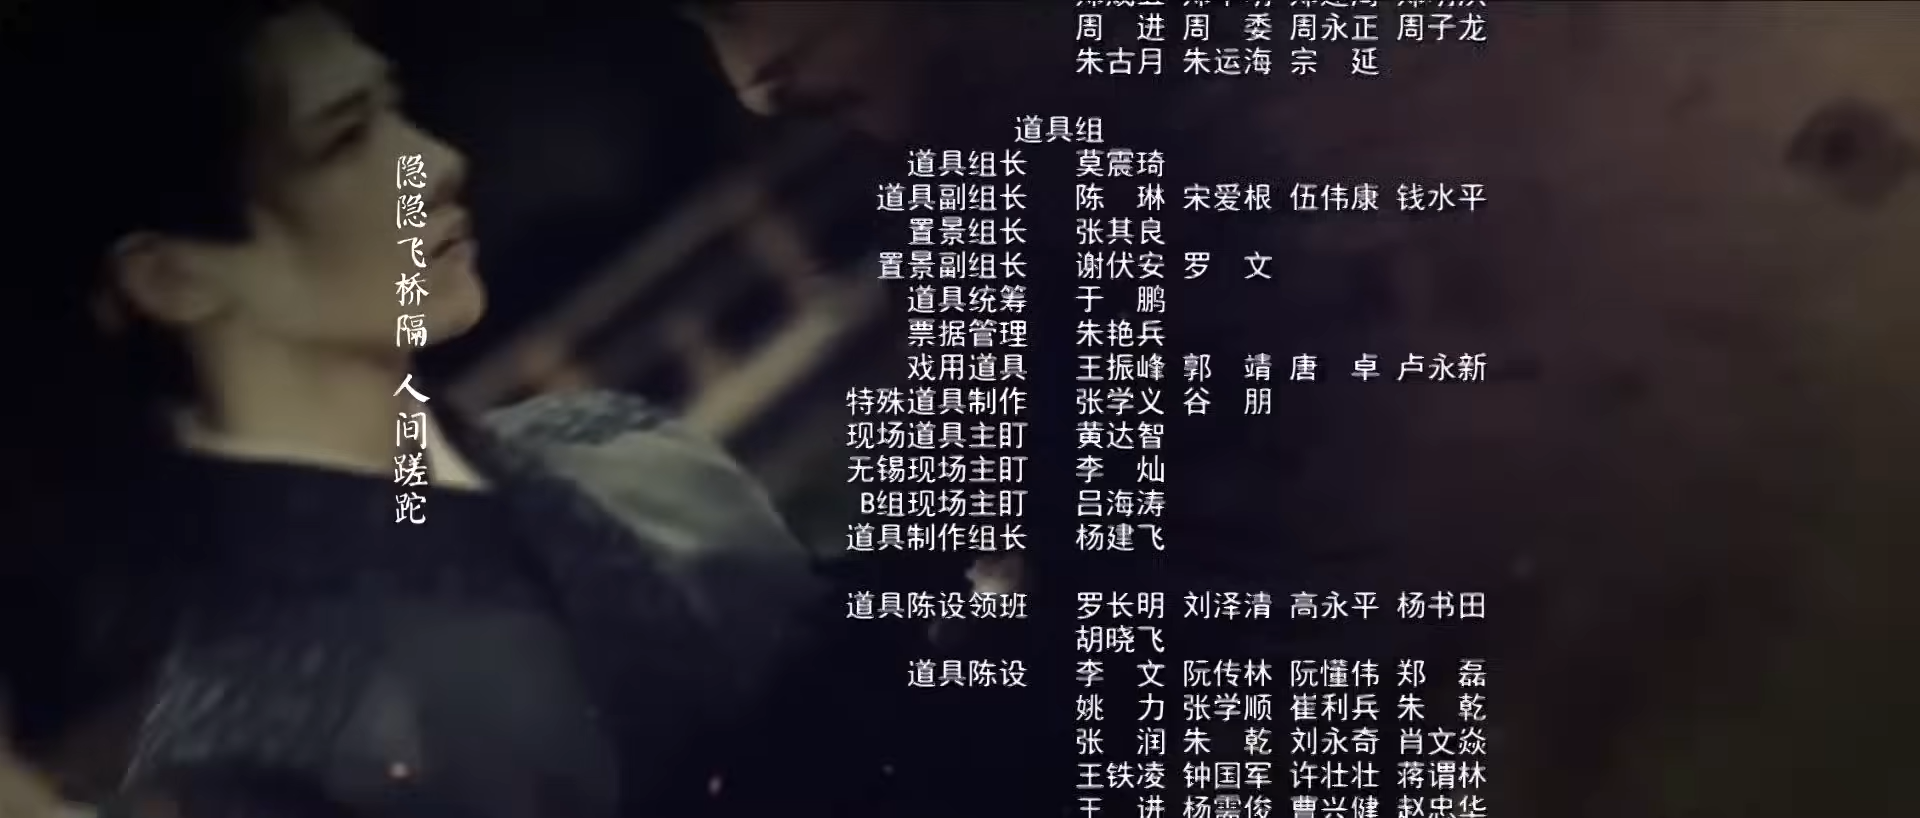 周　进 周　委 周永正 周子龙
朱古月 朱运海 宗　延
道具组
道具组长 莫震琦
道具副组长 陈　琳 宋爱根 伍伟康 钱水平
置景组长 张其良
置景副组长 谢伏安 罗　文
道具统筹 于　鹏
票据管理 朱艳兵
戏用道具 王振峰 郭　靖 唐　卓 卢永新
特殊道具制作 张学义 谷　朋
现场道具主盯 黄达智
无锡现场主盯 李　灿
B组现场主盯 吕海涛
道具制作组长 杨建飞
道具陈设领班 罗长明 刘泽清 高永平 杨书田
胡晓飞
道具陈设 李　文 阮传林 阮懂伟 郑　磊
姚　力 张学顺 崔利兵 朱　乾
张　润 朱　乾 刘永奇 肖文焱
王铁凌 钟国军 许壮壮 蒋谓林
王　进 杨需俊 曹兴健 赵忠华
隐隐飞桥隔 人间蹉跎